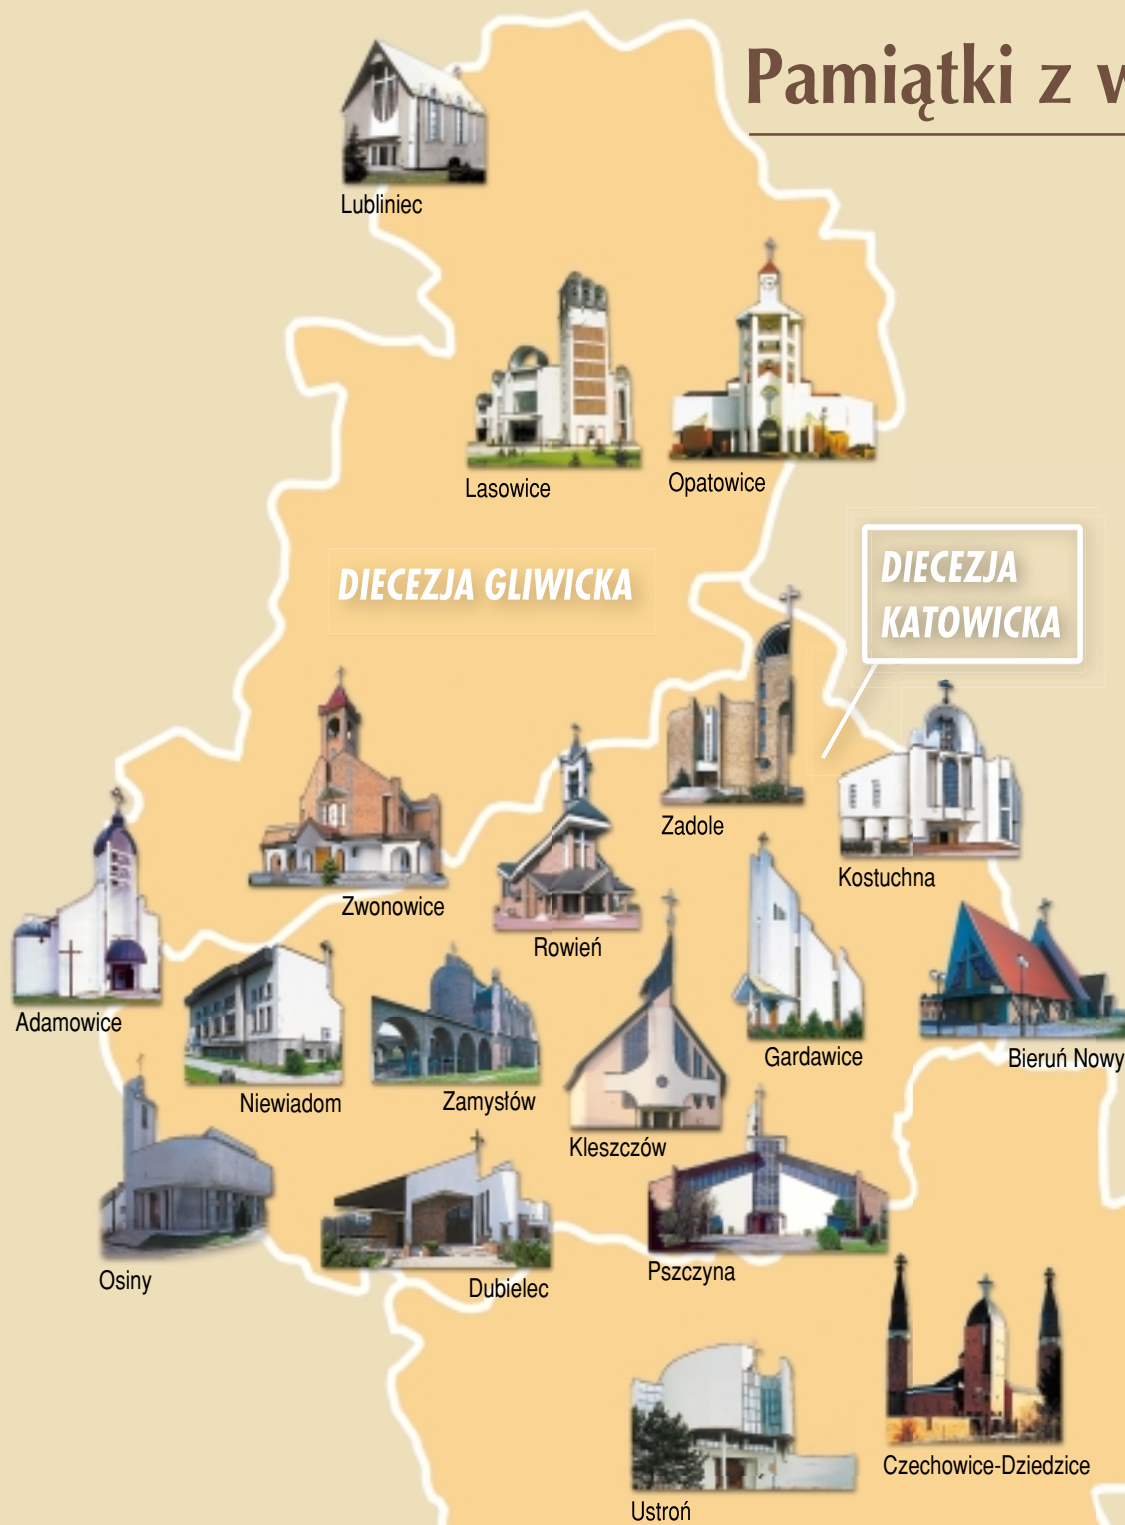 Pamiątki z w
Lubliniec
Lasowice
Opatowice
DIECEZJA GLIWICKA
DIECEZJA
KATOWICKA
Zadole
Kostuchna
Zwonowice
Rowień
Adamowice
Gardawice
Bieruń Nowy
Niewiadom
Zamysłów
Kleszczów
Osiny
Dubielec
Pszczyna
Czechowice-Dziedzice
Ustroń